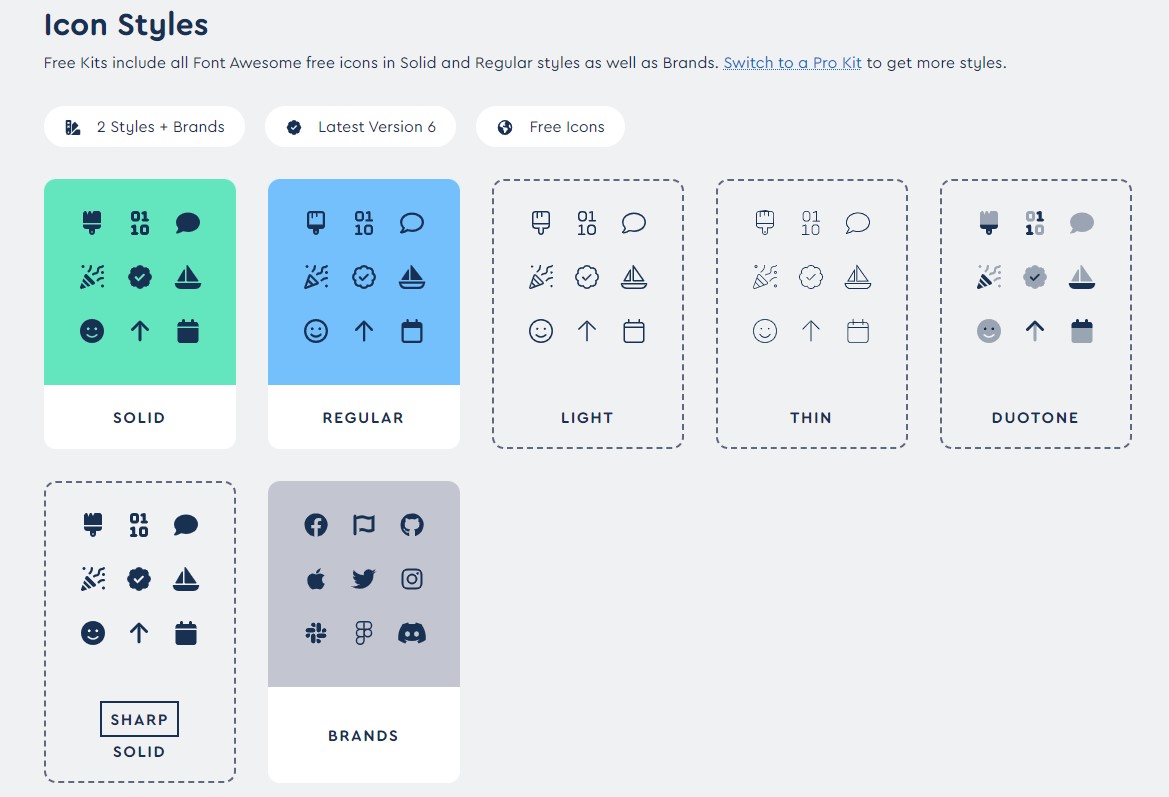 Icon Styles
Free Kits include all Font Awesome free icons in Solid and Regular styles as well as Brands. Switch to a Pro Kit to get more styles.
2 Styles + Brands
Latest Version 6
Free Icons
01 01 01 01 01
10 10 10 10 10
SOLID
REGULAR
LIGHT
THIN
DUOTONE
01
10
SHARP
SOLID
BRANDS